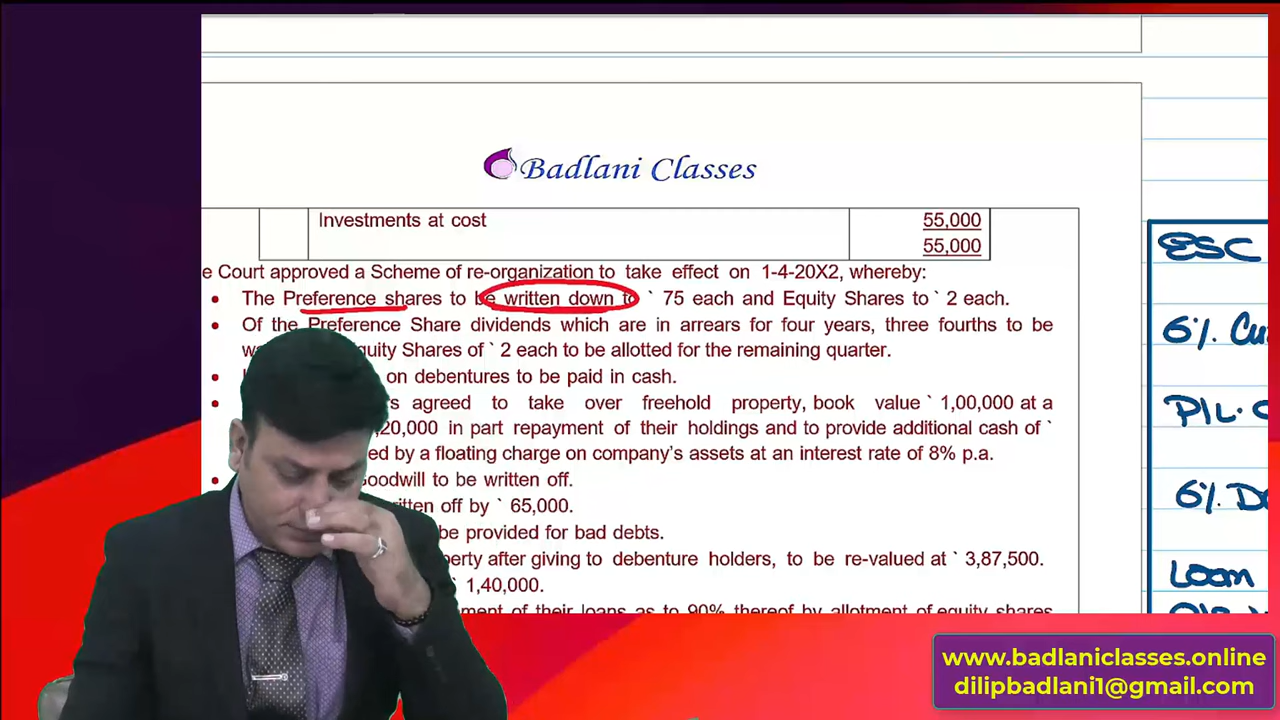 Badlani Classes
Investments at cost 55,000
55,000
e Court approved a Scheme of re-organization to take effect on 1-4-20X2, whereby:
• The Preference shares to be written down to ` 75 each and Equity Shares to ` 2 each.
• Of the Preference Share dividends which are in arrears for four years, three fourths to be
quity Shares of ` 2 each to be allotted for the remaining quarter.
• on debentures to be paid in cash.
• s agreed to take over freehold property, book value ` 1,00,000 at a
,20,000 in part repayment of their holdings and to provide additional cash of `
ed by a floating charge on company's assets at an interest rate of 8% p.a.
• oodwill to be written off.
ritten off by ` 65,000.
be provided for bad debts.
perty after giving to debenture holders, to be re-valued at ` 3,87,500.
` 1,40,000.
ment of their loans as to 90% thereof by allotment of equity shares
ESC
6%. Cu
P/L.
6%. D
Loan
www.badlaniclasses.online
dilipbadlani1@gmail.com